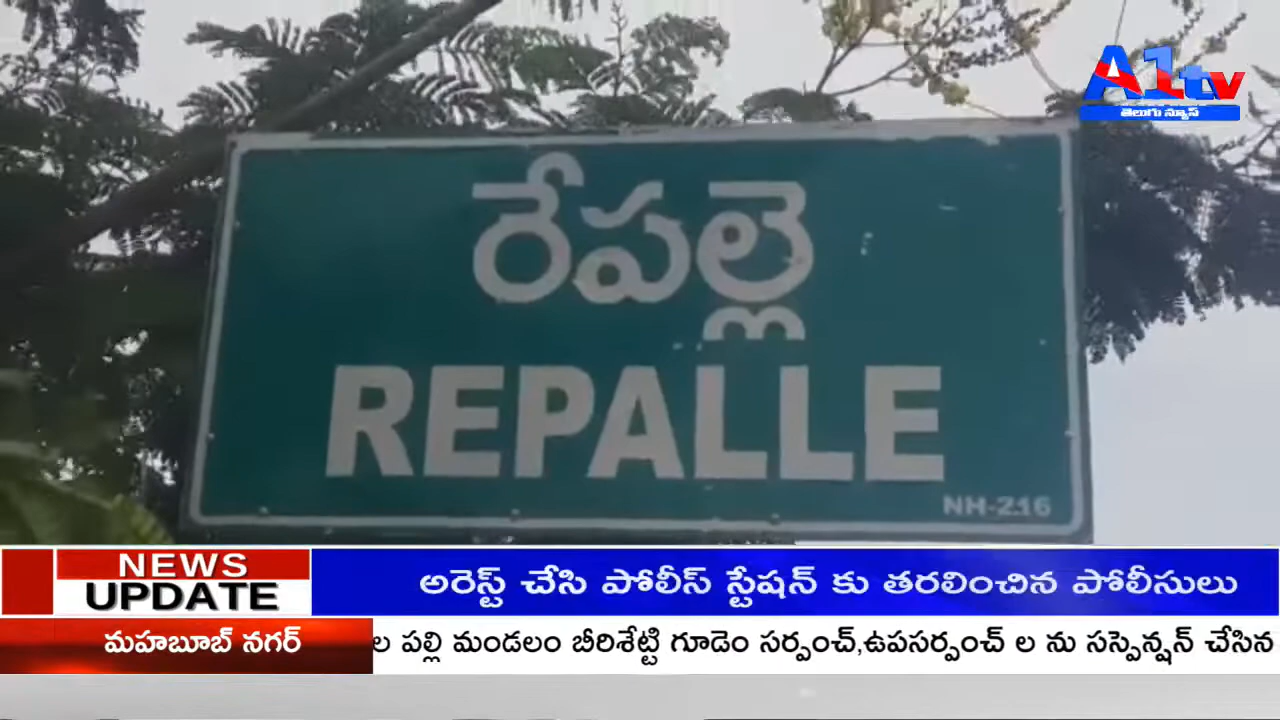 A1tv
తెలుగు న్యూస్
రేపల్లె
REPALLE
NH-216
NEWS
UPDATE
అరెస్ట్ చేసి పోలీస్ స్టేషన్ కు తరలించిన పోలీసులు
మహబూబ్ నగర్
ల పల్లి మండలం బీరిశెట్టి గూడెం సర్పంచ్,ఉపసర్పంచ్ ల ను సస్పెన్షన్ చేసిన